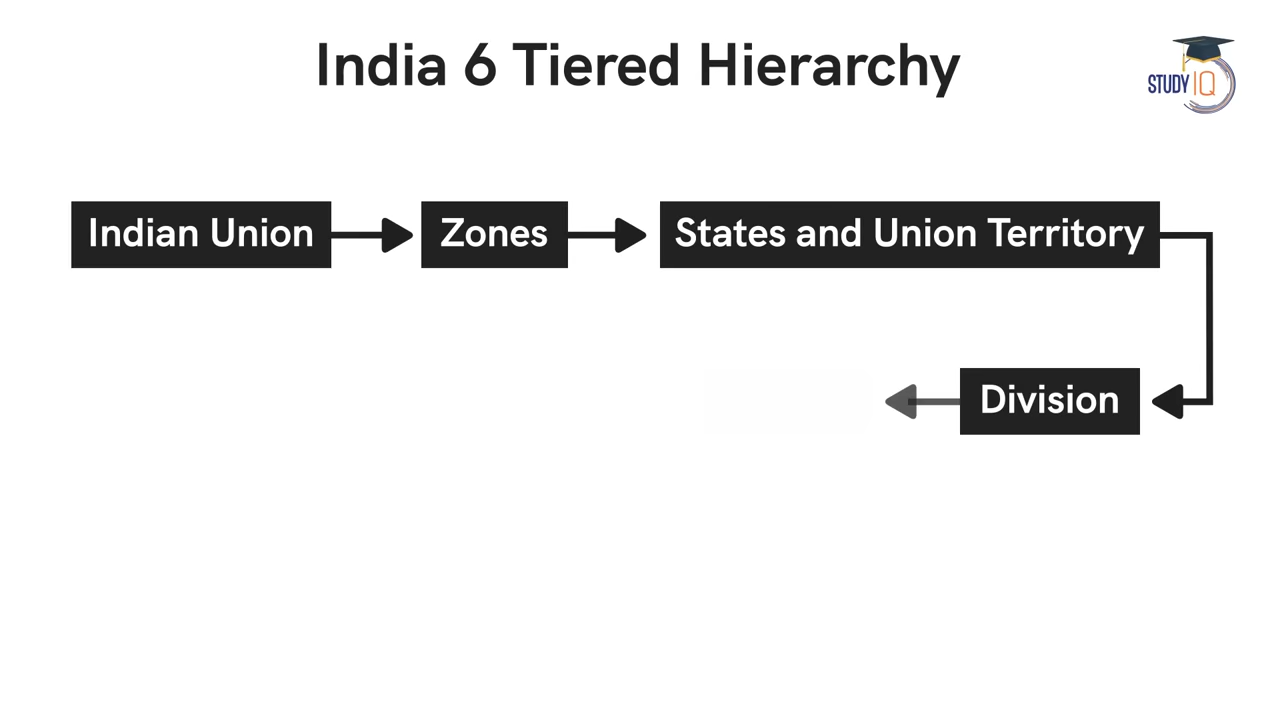 India 6 Tiered Hierarchy
STUDY IQ
Indian Union
Zones
States and Union Territory
Division